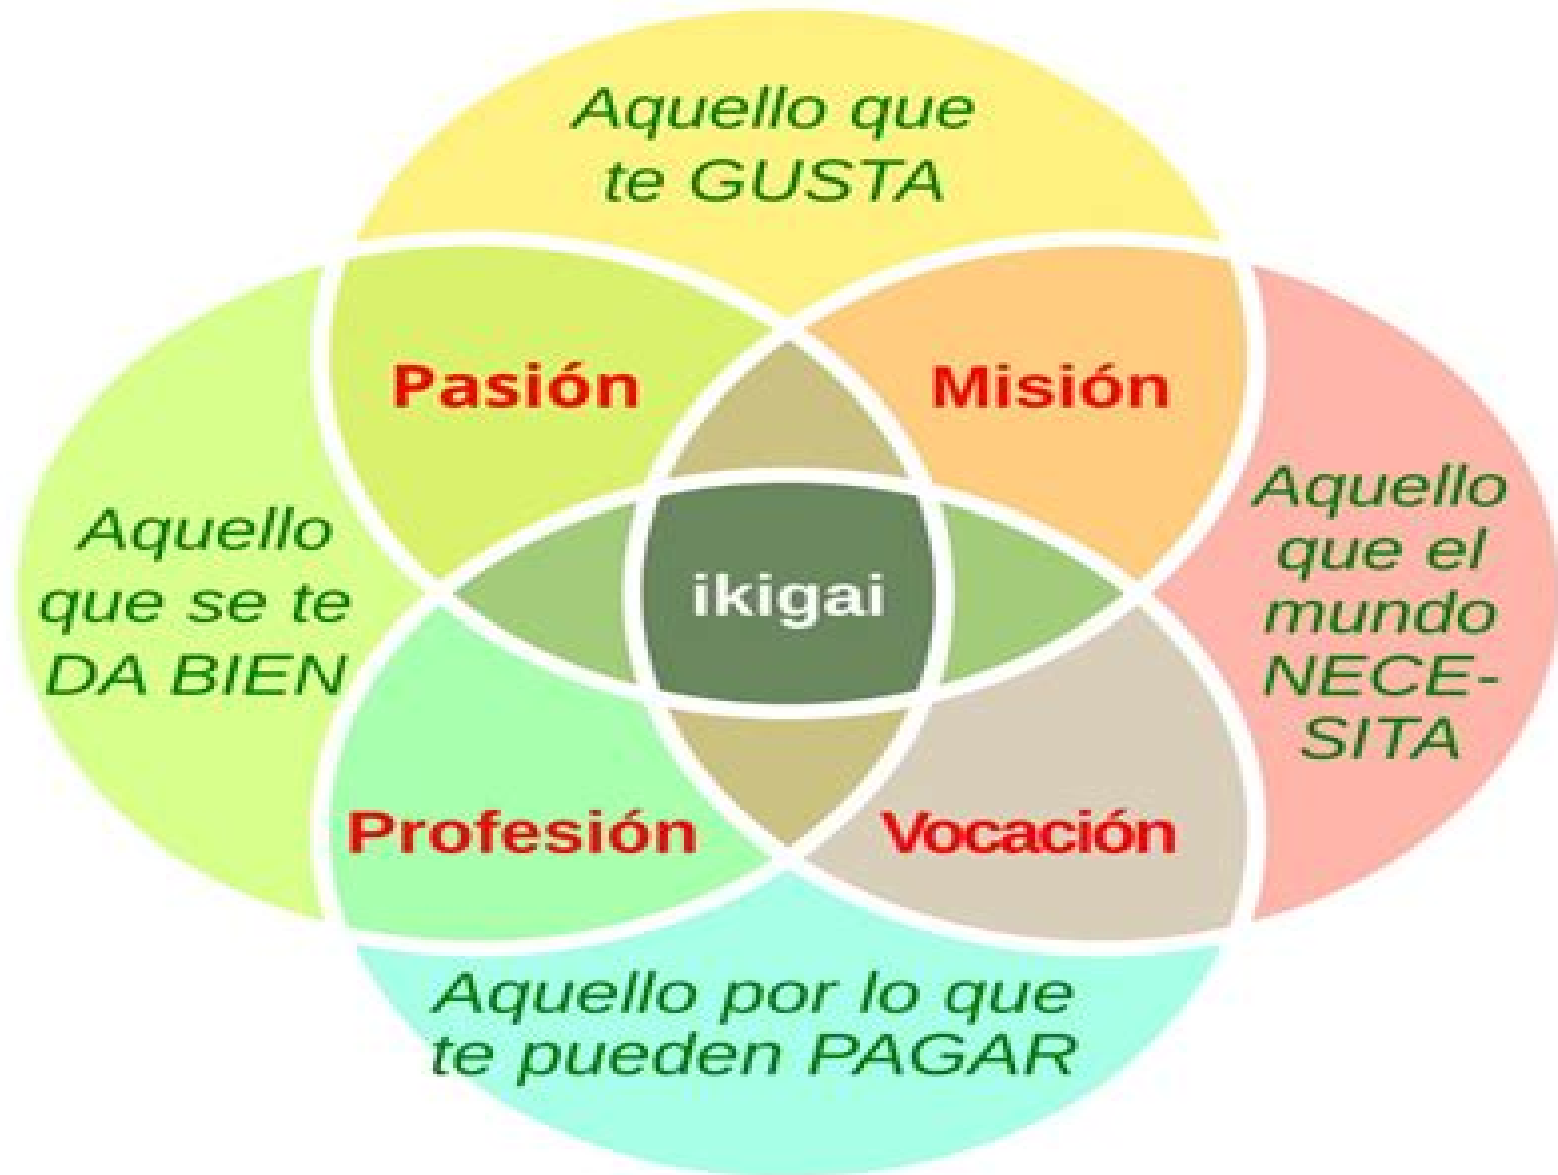 Aquello que
te GUSTA
Pasión
Misión
Aquello
que se te
DA BIEN
ikigai
Aquello
que el
mundo
NECE-
SITA
Profesión
Vocación
Aquello por lo que
te pueden PAGAR